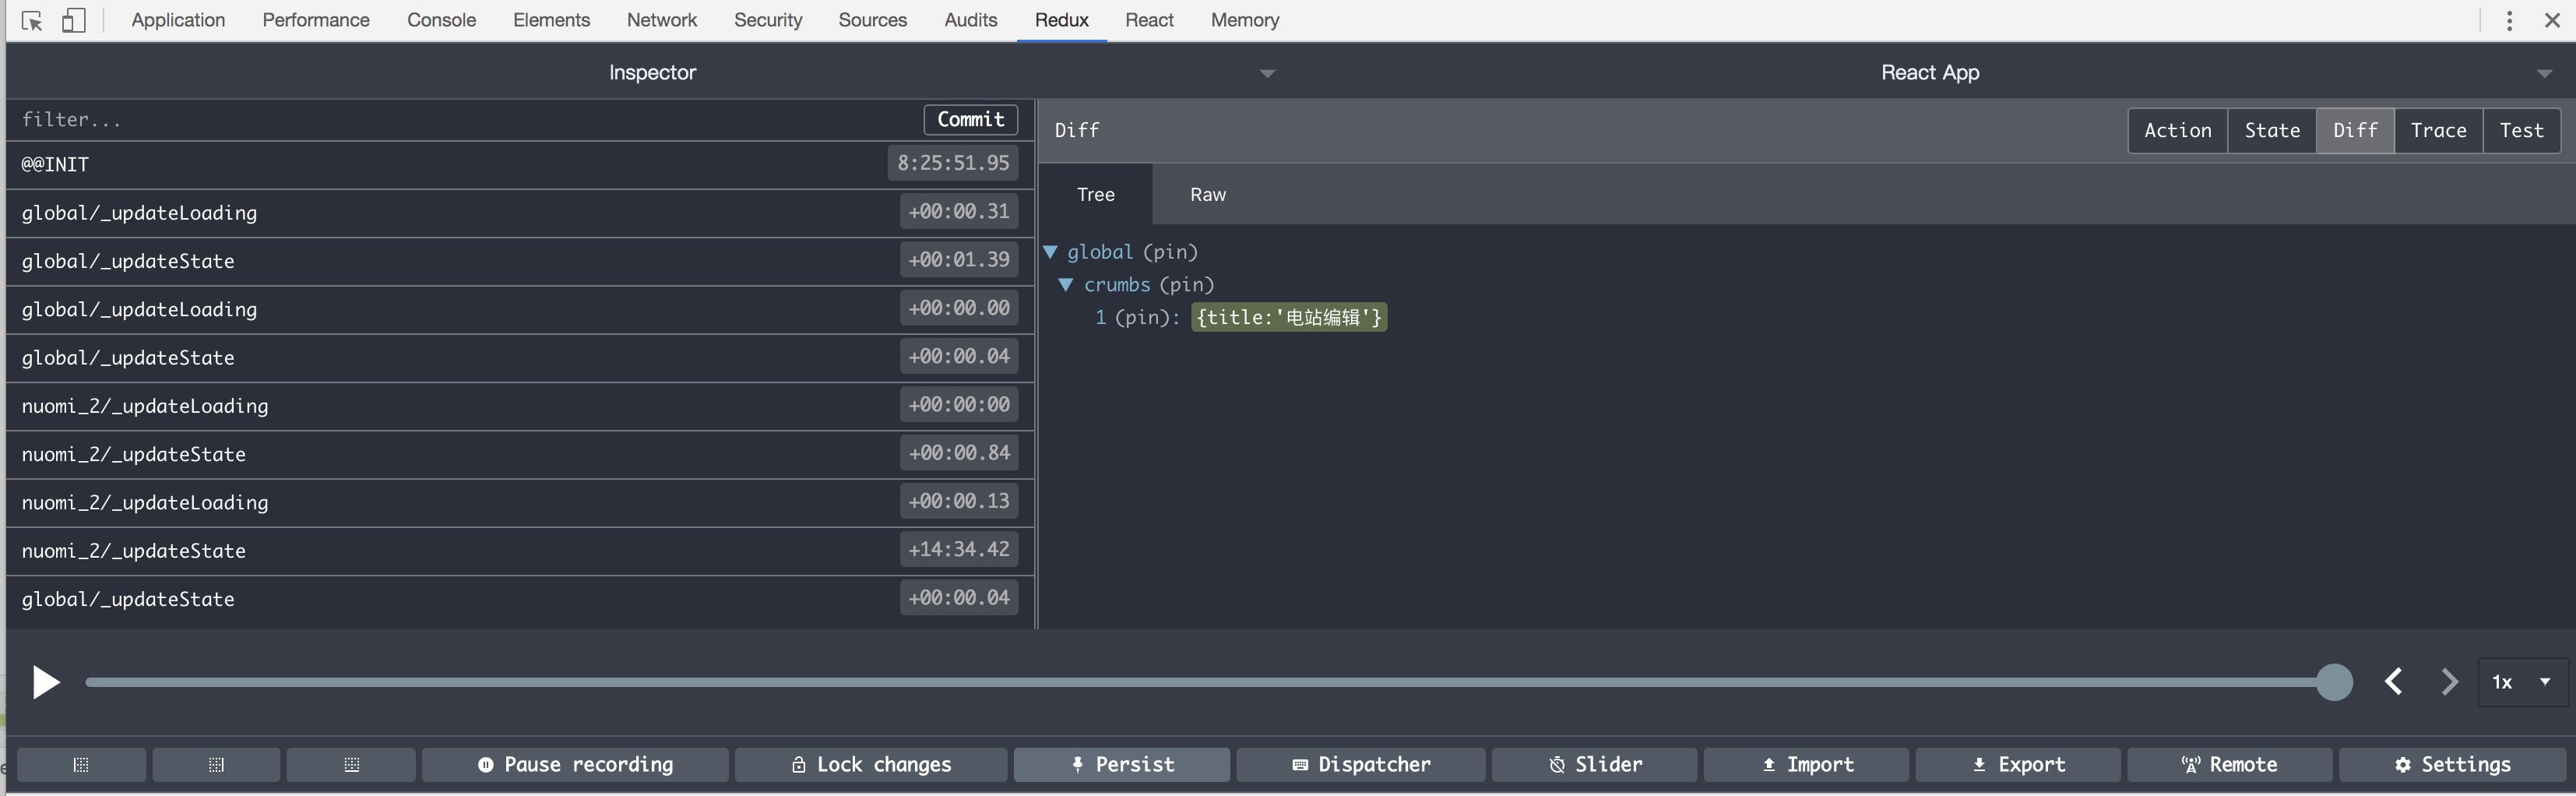 Application Performance Console Elements Network Security Sources Audits Redux React Memory
Inspector React App
filter... Commit
@@INIT 8:25:51.95
global/_updateLoading +00:00.31
global/_updateState +00:01.39
global/_updateLoading +00:00.00
global/_updateState +00:00.04
nuomi_2/_updateLoading +00:00:00
nuomi_2/_updateState +00:00.84
nuomi_2/_updateLoading +00:00.13
nuomi_2/_updateState +14:34.42
global/_updateState +00:00.04
Diff Action State Diff Trace Test
Tree Raw
global (pin)
crumbs (pin)
1 (pin): {title:'电站编辑'}
1x
Pause recording Lock changes Persist Dispatcher Slider Import Export Remote Settings